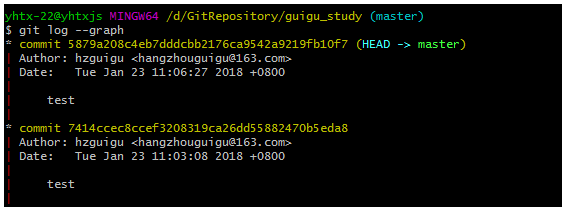 yhtx-22@yhtxjs MINGW64 /d/GitRepository/guigu_study (master)
$ git log --graph
* commit 5879a208c4eb7dddcbb2176ca9542a9219fb10f7 (HEAD -> master)
| Author: hzguigu <hangzhouguigu@163.com>
| Date:   Tue Jan 23 11:06:27 2018 +0800
|
|     test
|
* commit 7414ccec8ccef3208319ca26dd55882470b5eda8
| Author: hzguigu <hangzhouguigu@163.com>
| Date:   Tue Jan 23 11:03:08 2018 +0800
|
|     test
|